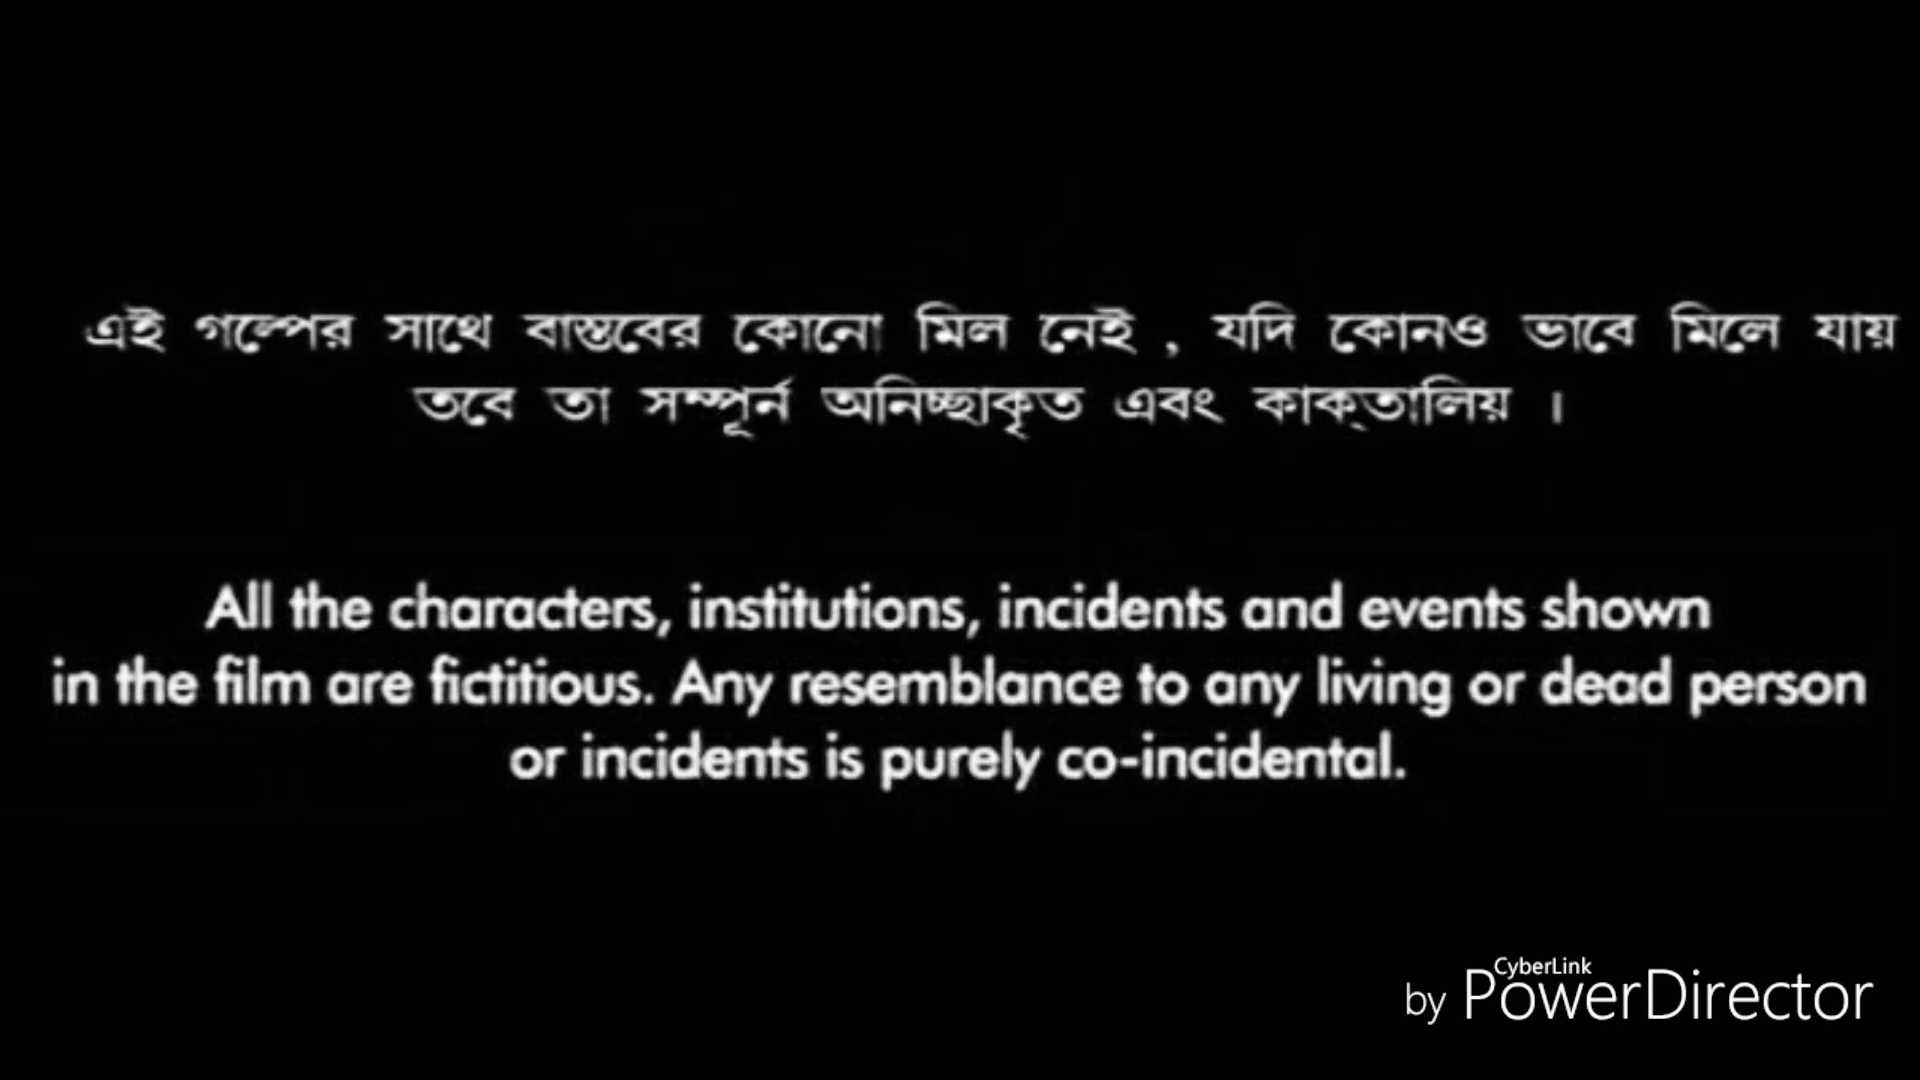 এই গল্পের সাথে বাস্তবের কোনো মিল নেই , যদি কোনও ভাবে মিলে যায়
তবে তা সম্পূর্ন অনিচ্ছাকৃত এবং কাক্তালিয় ।
All the characters, institutions, incidents and events shown
in the film are fictitious. Any resemblance to any living or dead person
or incidents is purely co-incidental.
by CyberLink PowerDirector